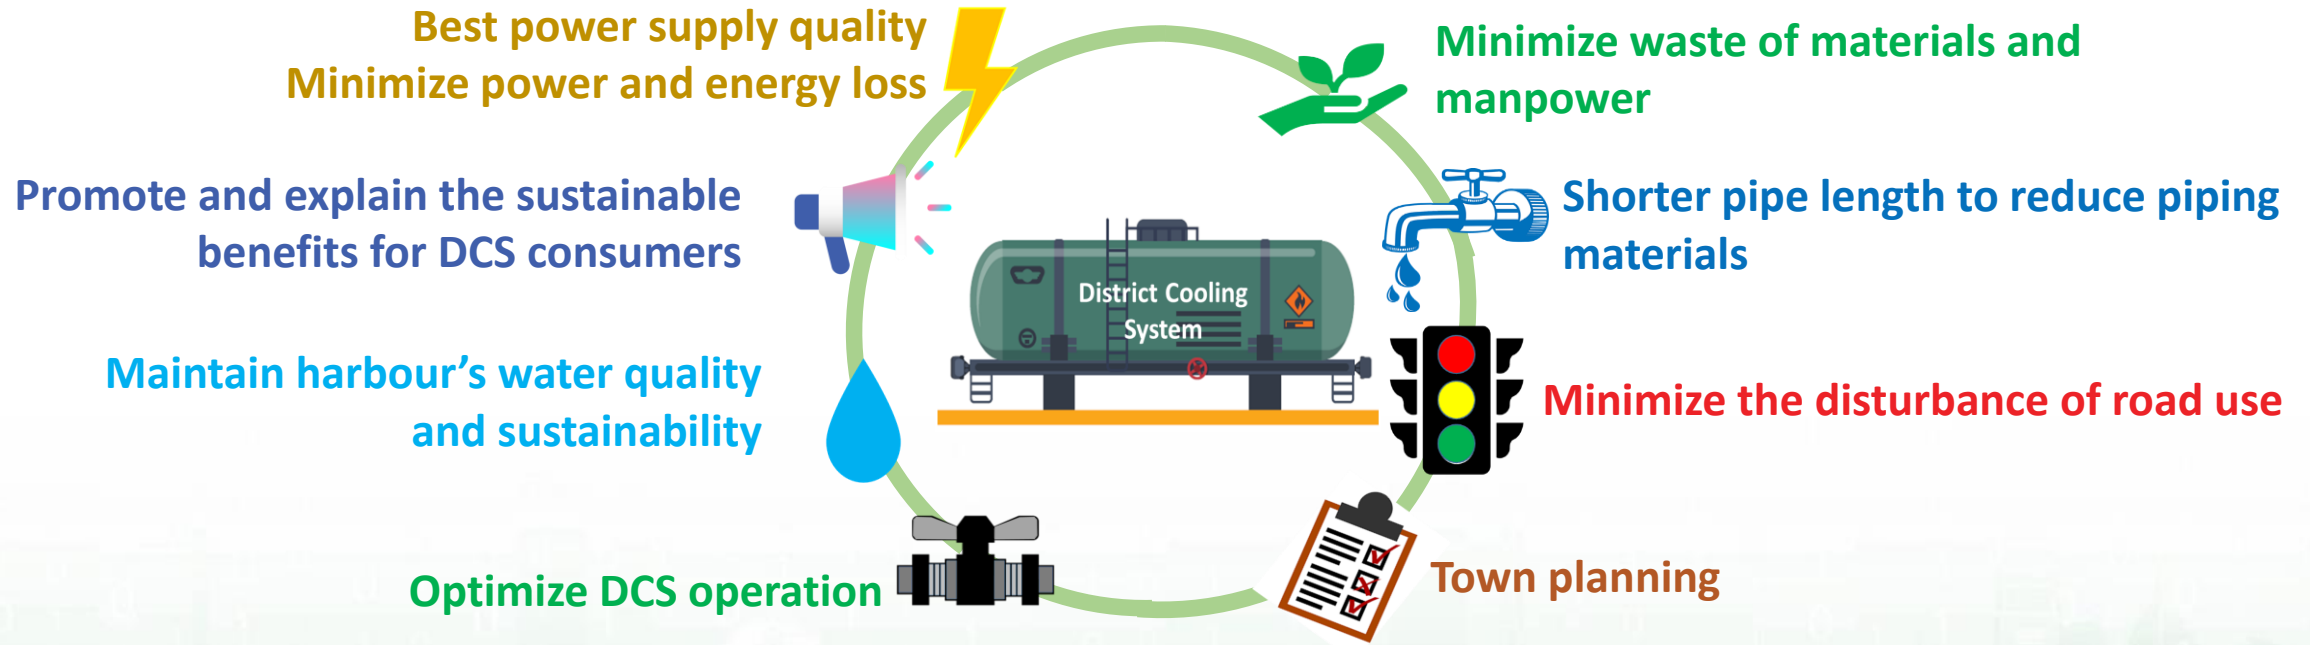 Best power supply quality
Minimize power and energy loss
Minimize waste of materials and
manpower
Promote and explain the sustainable
benefits for DCS consumers
Shorter pipe length to reduce piping
materials
District Cooling
System
Maintain harbour’s water quality
and sustainability
Minimize the disturbance of road use
Optimize DCS operation
Town planning